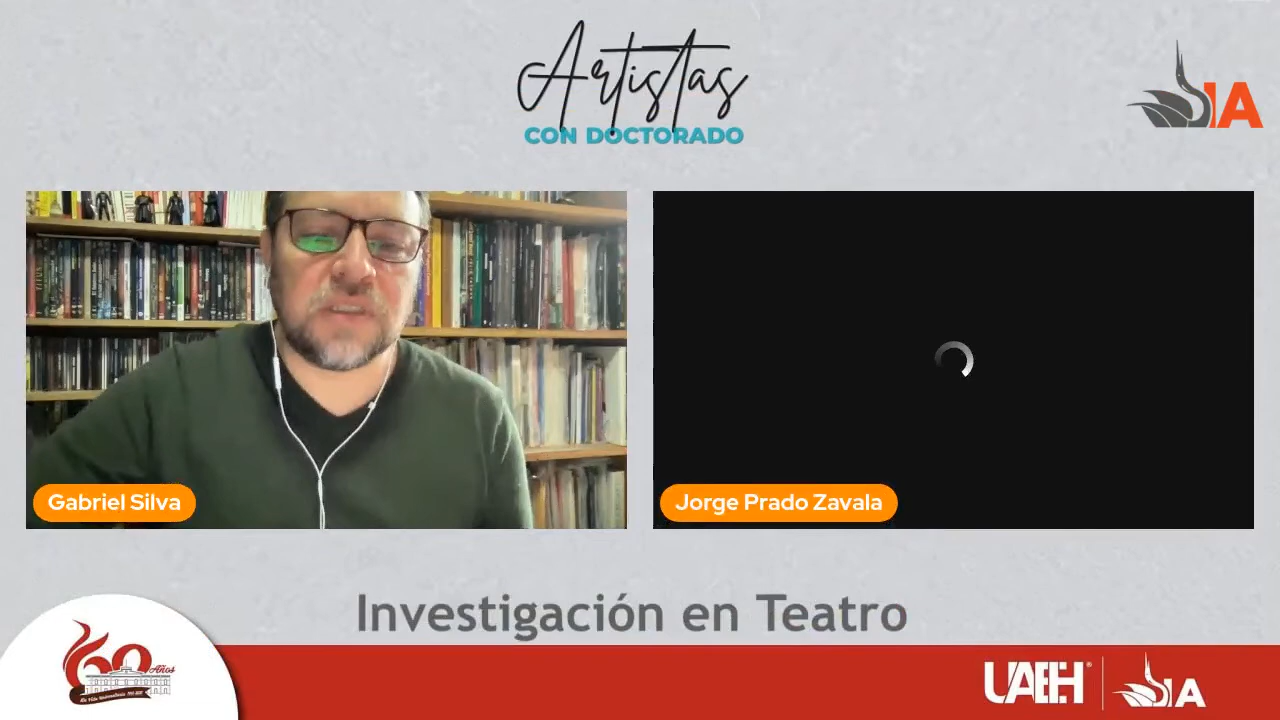 Artistas
CON DOCTORADO
IA
Gabriel Silva
Jorge Prado Zavala
Investigación en Teatro
60
Años
UAEH
IA